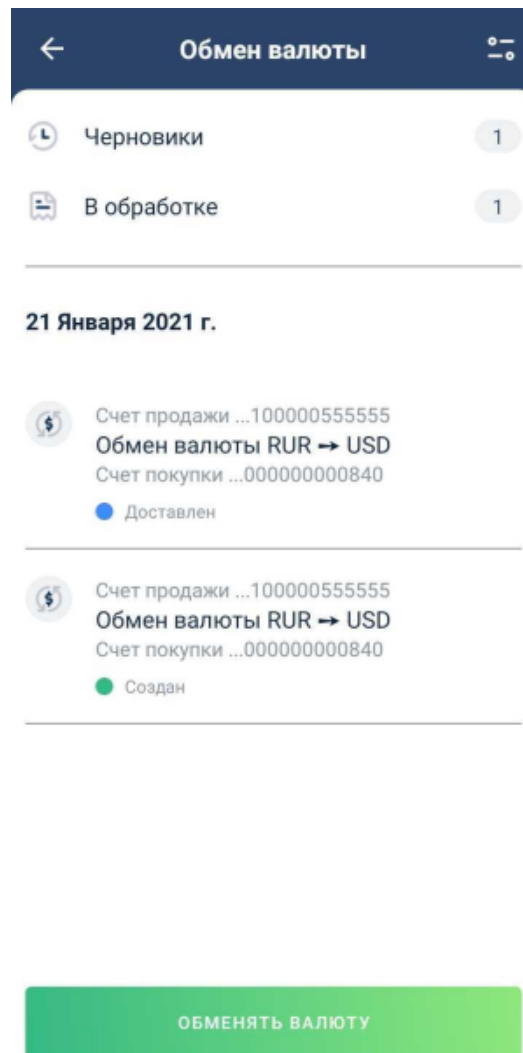 Обмен валюты
Черновики 1
В обработке 1
21 Января 2021 г.
Счет продажи ...100000555555
Обмен валюты RUR → USD
Счет покупки ...000000000840
Доставлен
Счет продажи ...100000555555
Обмен валюты RUR → USD
Счет покупки ...000000000840
Создан
ОБМЕНЯТЬ ВАЛЮТУ